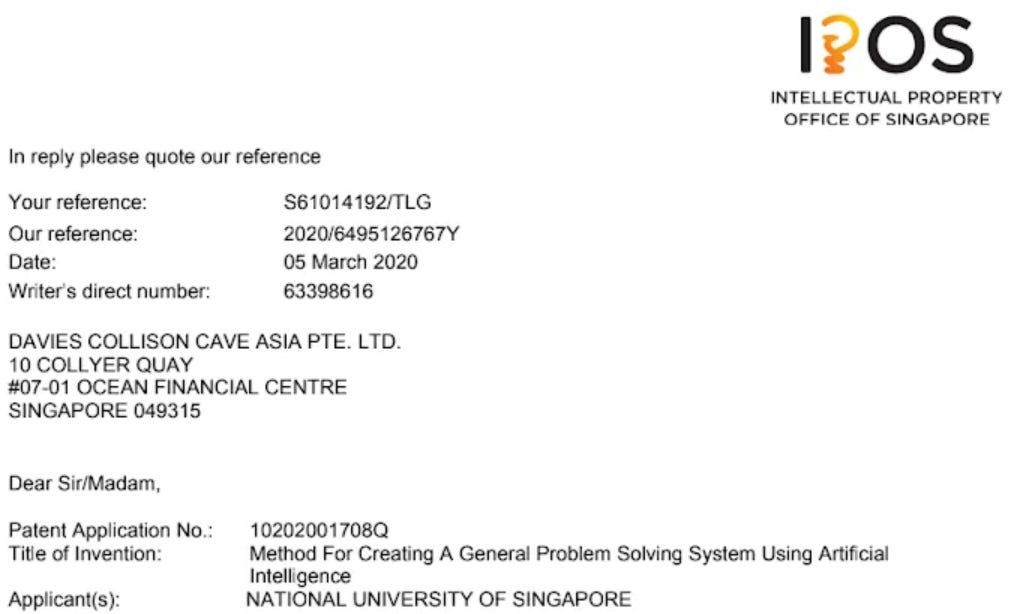 IPOS
INTELLECTUAL PROPERTY
OFFICE OF SINGAPORE
In reply please quote our reference
Your reference: S61014192/TLG
Our reference: 2020/6495126767Y
Date: 05 March 2020
Writer's direct number: 63398616
DAVIES COLLISON CAVE ASIA PTE. LTD.
10 COLLYER QUAY
#07-01 OCEAN FINANCIAL CENTRE
SINGAPORE 049315
Dear Sir/Madam,
Patent Application No.: 10202001708Q
Title of Invention: Method For Creating A General Problem Solving System Using Artificial
Intelligence
Applicant(s): NATIONAL UNIVERSITY OF SINGAPORE